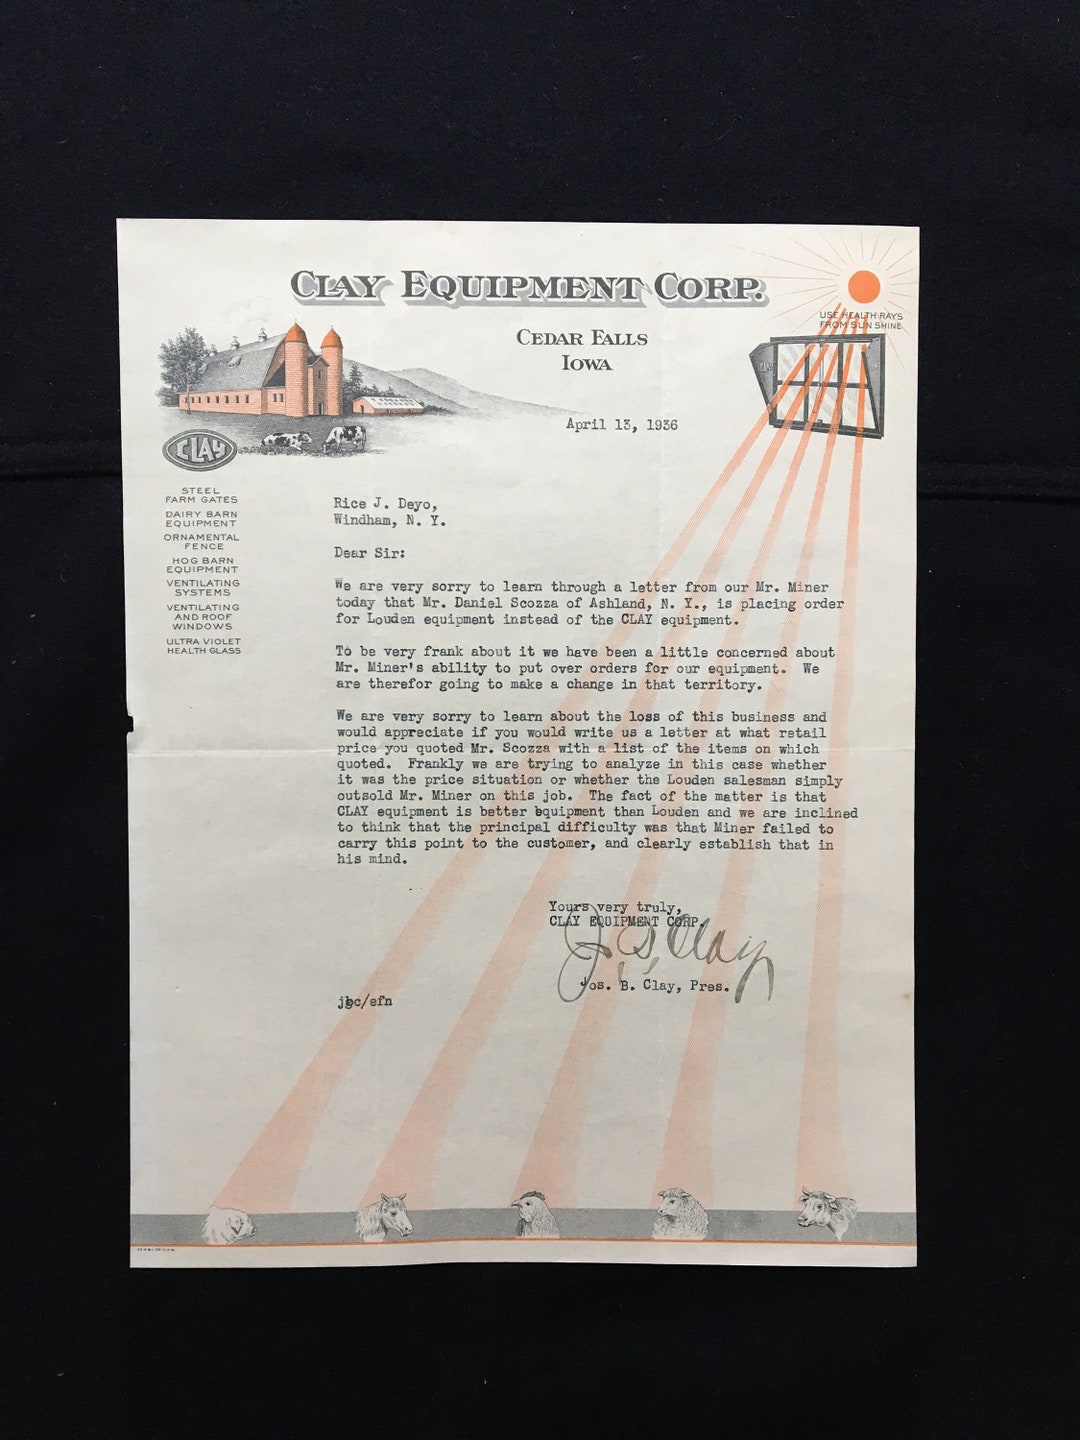 CLAY EQUIPMENT CORP.
CEDAR FALLS
IOWA
USE HEALTH RAYS
FROM SUN SHINE
April 13, 1936
CLAY
STEEL
FARM GATES
DAIRY BARN
EQUIPMENT
ORNAMENTAL
FENCE
HOG BARN
EQUIPMENT
VENTILATING
SYSTEMS
VENTILATING
AND ROOF
WINDOWS
ULTRA VIOLET
HEALTH GLASS
Rice J. Deyo,
Windham, N. Y.
Dear Sir:
We are very sorry to learn through a letter from our Mr. Miner
today that Mr. Daniel Scozza of Ashland, N. Y., is placing order
for Louden equipment instead of the CLAY equipment.
To be very frank about it we have been a little concerned about
Mr. Miner's ability to put over orders for our equipment. We
are therefor going to make a change in that territory.
We are very sorry to learn about the loss of this business and
would appreciate if you would write us a letter at what retail
price you quoted Mr. Scozza with a list of the items on which
quoted. Frankly we are trying to analyze in this case whether
it was the price situation or whether the Louden salesman simply
outsold Mr. Miner on this job. The fact of the matter is that
CLAY equipment is better equipment than Louden and we are inclined
to think that the principal difficulty was that Miner failed to
carry this point to the customer, and clearly establish that in
his mind.
Yours very truly,
CLAY EQUIPMENT CORP.
J. B. Clay
Jos. B. Clay, Pres.
jbc/efn